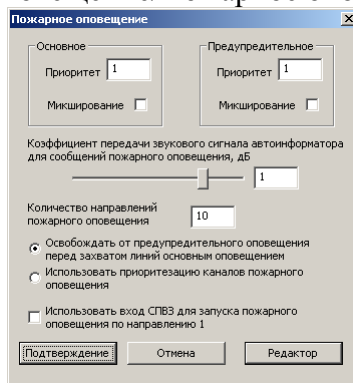 Пожарное оповещение
Основное
Предупредительное
Приоритет 1
Приоритет 1
Микширование
Микширование
Коэффициент передачи звукового сигнала автоинформатора
для сообщений пожарного оповещения, дБ
1
Количество направлений
пожарного оповещения
10
Освобождать от предупредительного оповещения
перед захватом линий основным оповещением
Использовать приоритезацию каналов пожарного
оповещения
Использовать вход СПВЗ для запуска пожарного
оповещения по направлению 1
Подтверждение
Отмена
Редактор